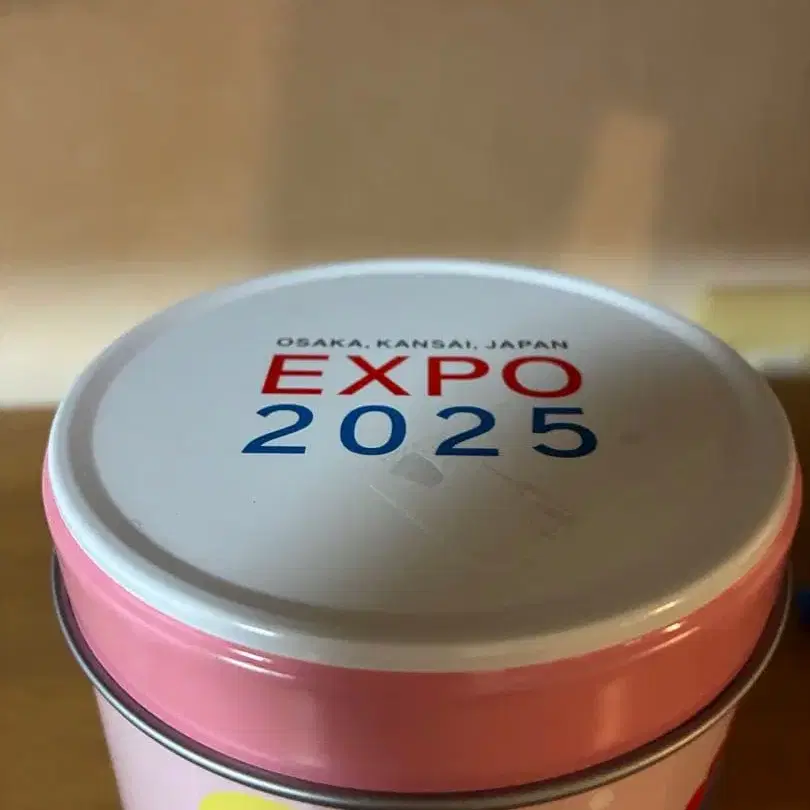 OSAKA, KANSAI, JAPAN
EXPO
2025